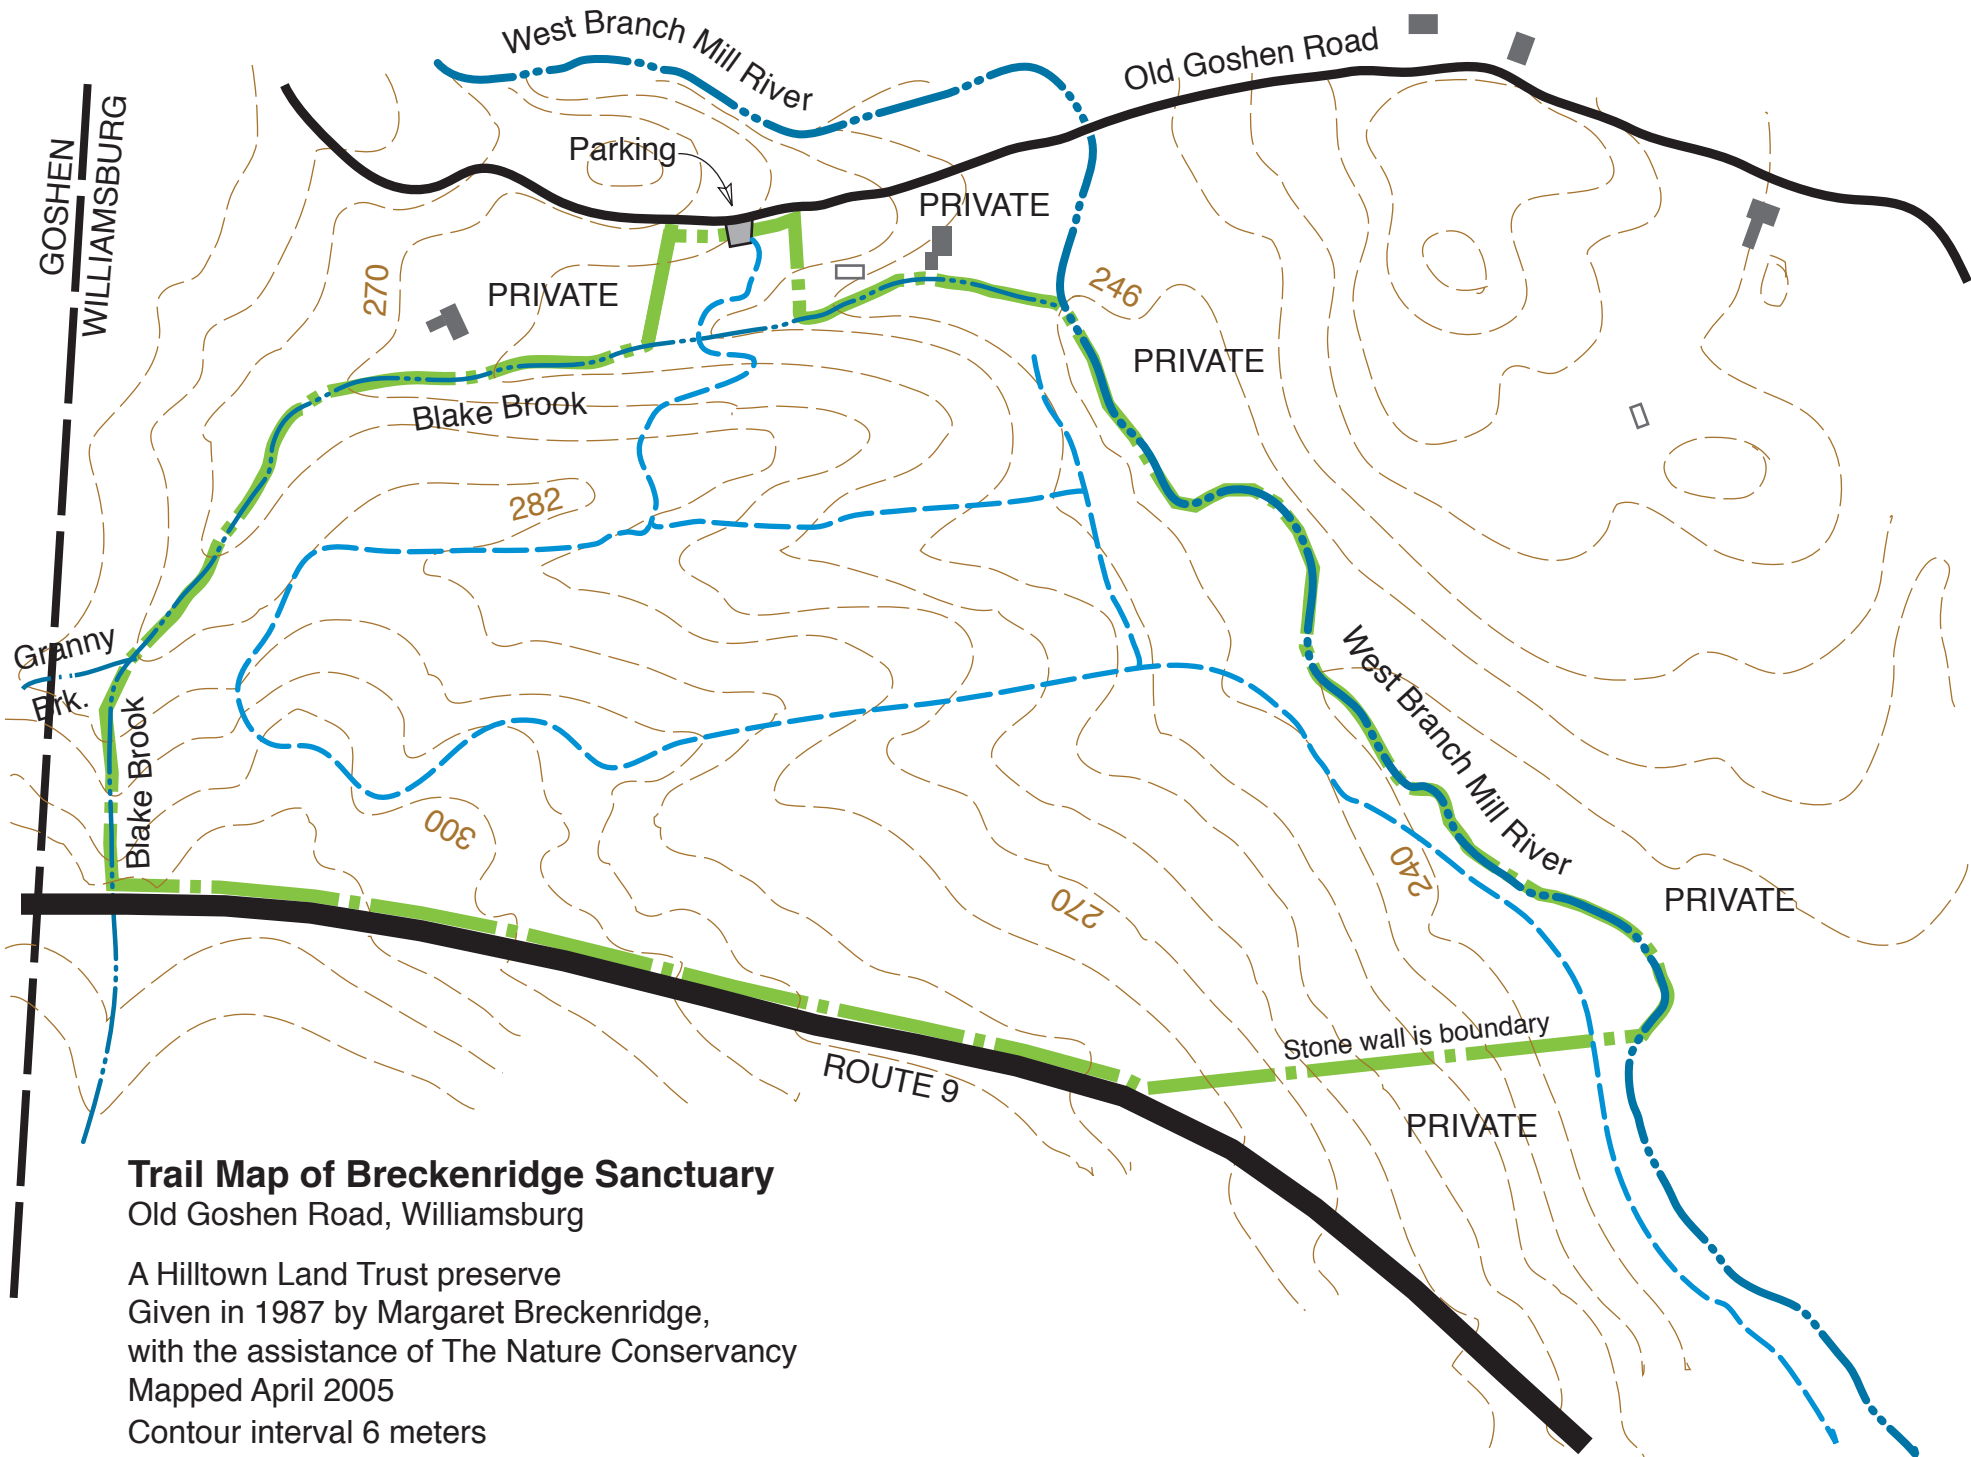 West Branch Mill River
Old Goshen Road
GOSHEN
WILLIAMSBURG
Parking
PRIVATE
270
PRIVATE
246
PRIVATE
Blake Brook
282
Granny
Brk.
Blake Brook
West Branch Mill River
300
240
270
PRIVATE
Stone wall is boundary
ROUTE 9
PRIVATE
Trail Map of Breckenridge Sanctuary
Old Goshen Road, Williamsburg
A Hilltown Land Trust preserve
Given in 1987 by Margaret Breckenridge,
with the assistance of The Nature Conservancy
Mapped April 2005
Contour interval 6 meters